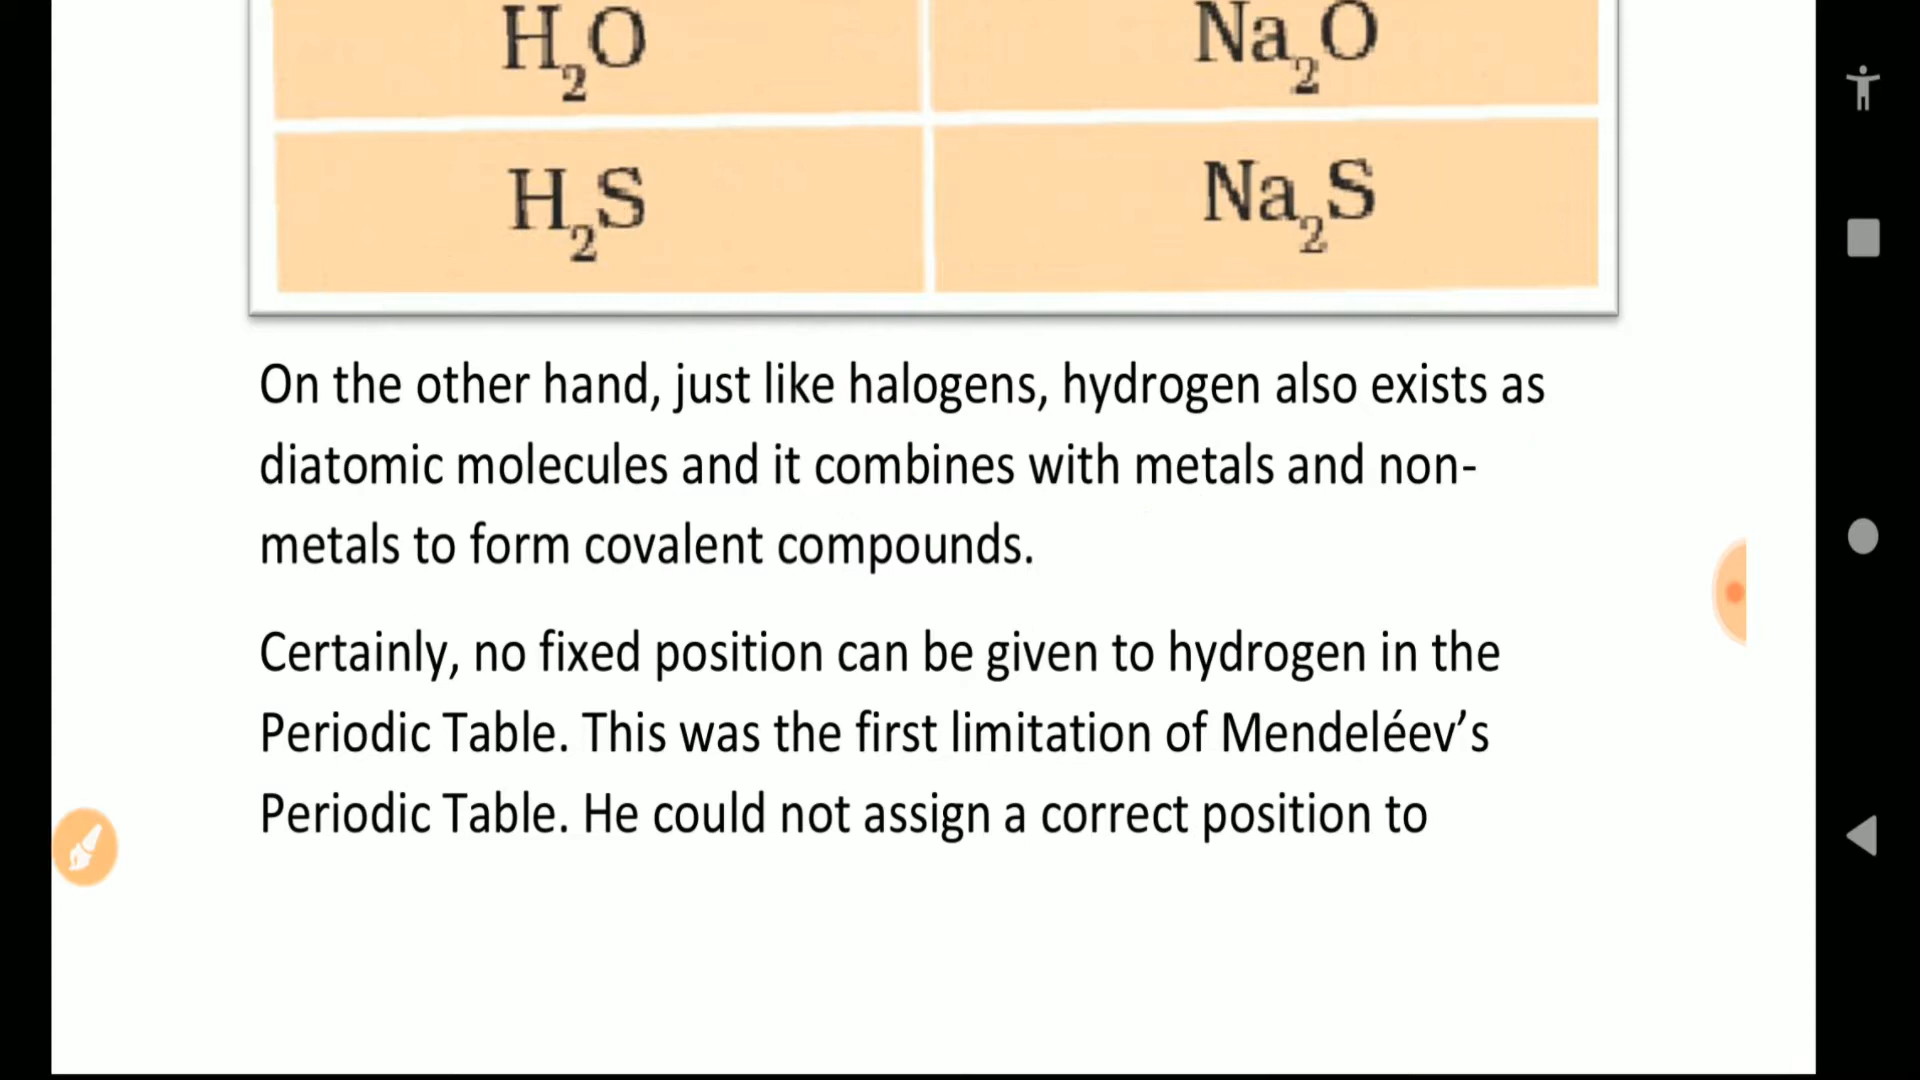 H₂O Na₂O
H₂S Na₂S
On the other hand, just like halogens, hydrogen also exists as
diatomic molecules and it combines with metals and non-
metals to form covalent compounds.
Certainly, no fixed position can be given to hydrogen in the
Periodic Table. This was the first limitation of Mendeléev’s
Periodic Table. He could not assign a correct position to